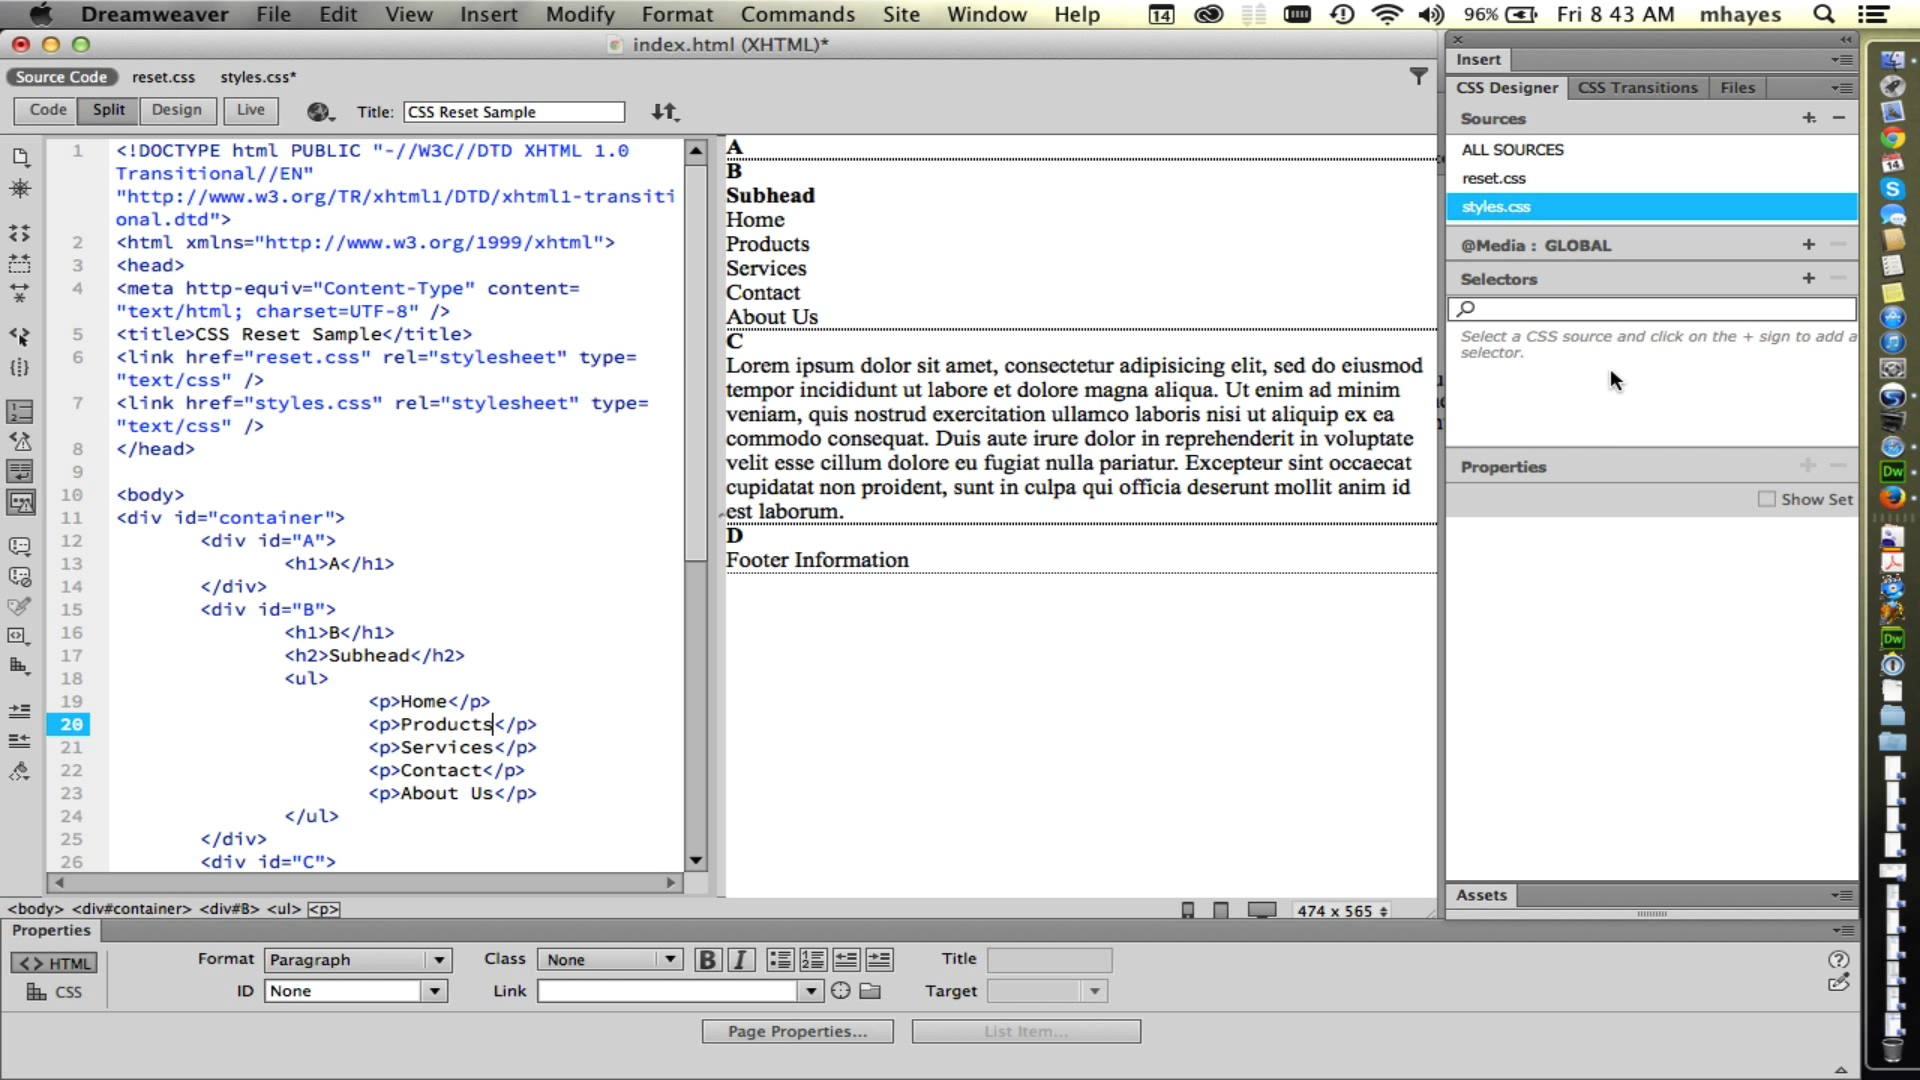 Dreamweaver File Edit View Insert Modify Format Commands Site Window Help 14 96% Fri 8 43 AM mhayes
index.html (XHTML)*
Source Code reset.css styles.css*
Code Split Design Live Title: CSS Reset Sample
1 <!DOCTYPE html PUBLIC "-//W3C//DTD XHTML 1.0
Transitional//EN"
"http://www.w3.org/TR/xhtml1/DTD/xhtml1-transiti
onal.dtd">
2 <html xmlns="http://www.w3.org/1999/xhtml">
3 <head>
4 <meta http-equiv="Content-Type" content=
"text/html; charset=UTF-8" />
5 <title>CSS Reset Sample</title>
6 <link href="reset.css" rel="stylesheet" type=
"text/css" />
7 <link href="styles.css" rel="stylesheet" type=
"text/css" />
8 </head>
9
10 <body>
11 <div id="container">
12 <div id="A">
13 <h1>A</h1>
14 </div>
15 <div id="B">
16 <h1>B</h1>
17 <h2>Subhead</h2>
18 <ul>
19 <p>Home</p>
20 <p>Products</p>
21 <p>Services</p>
22 <p>Contact</p>
23 <p>About Us</p>
24 </ul>
25 </div>
26 <div id="C">
A
B
Subhead
Home
Products
Services
Contact
About Us
C
Lorem ipsum dolor sit amet, consectetur adipisicing elit, sed do eiusmod
tempor incididunt ut labore et dolore magna aliqua. Ut enim ad minim
veniam, quis nostrud exercitation ullamco laboris nisi ut aliquip ex ea
commodo consequat. Duis aute irure dolor in reprehenderit in voluptate
velit esse cillum dolore eu fugiat nulla pariatur. Excepteur sint occaecat
cupidatat non proident, sunt in culpa qui officia deserunt mollit anim id
est laborum.
D
Footer Information
<body> <div#container> <div#B> <ul> <p>
474 x 565
Insert
CSS Designer CSS Transitions Files
Sources
ALL SOURCES
reset.css
styles.css
@Media : GLOBAL
Selectors
Select a CSS source and click on the + sign to add a
selector.
Properties
Show Set
Assets
14
Dw
Dw
Properties
<> HTML Format Paragraph Class None B I Title
CSS ID None Link Target
Page Properties... List Item...